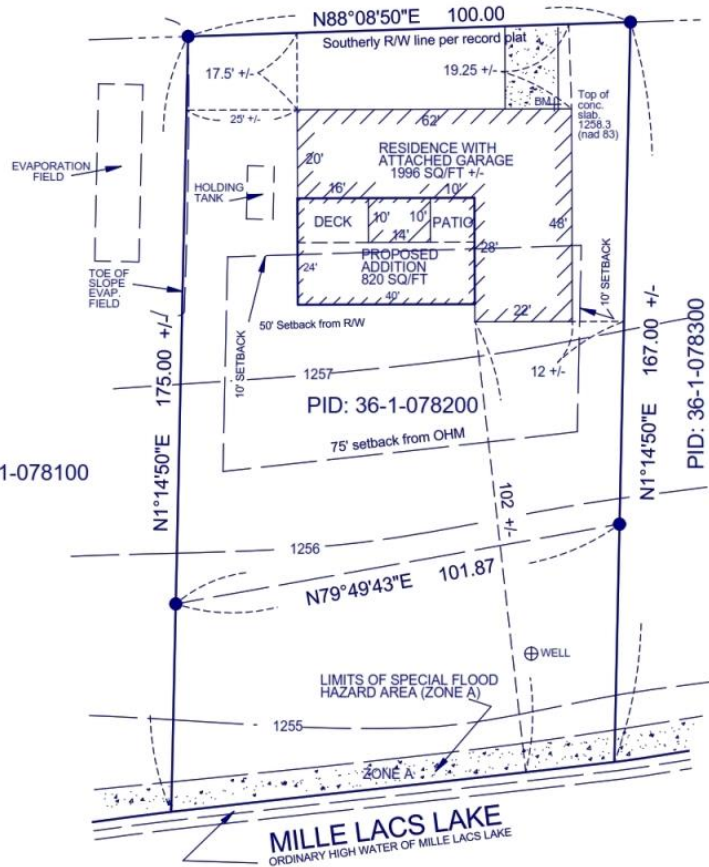 N88°08'50"E 100.00
Southerly R/W line per record plat
17.5' +/-
19.25 +/-
BM
Top of
conc.
slab.
1258.3
(nad 83)
25' +/-
62'
EVAPORATION
FIELD
HOLDING
TANK
20'
RESIDENCE WITH
ATTACHED GARAGE
1996 SQ/FT +/-
16'
10'
DECK
10'
10'
PATIO
14'
48'
28'
PROPOSED
ADDITION
820 SQ/FT
24'
40'
TOE OF
SLOPE
EVAP.
FIELD
10' SETBACK
50' Setback from R/W
22'
10' SETBACK
12 +/-
1257
N1°14'50"E 175.00 +/-
PID: 36-1-078200
75' setback from OHM
N1°14'50"E 167.00 +/-
PID: 36-1-078300
1-078100
102 +/-
1256
N79°49'43"E 101.87
WELL
LIMITS OF SPECIAL FLOOD
HAZARD AREA (ZONE A)
1255
ZONE A
MILLE LACS LAKE
ORDINARY HIGH WATER OF MILLE LACS LAKE